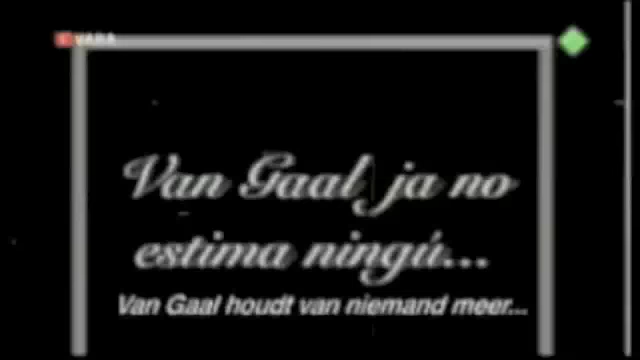 VARA
Van Gaal ja no
estima ningú...
Van Gaal houdt van niemand meer...